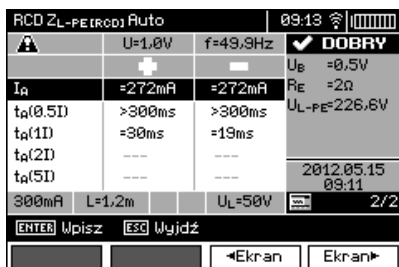 RCD ZL-PE[RCD] Auto 09:13
U=1,0V f=49,9Hz ✔ DOBRY
+ − UB =0,5V
IA =272mA =272mA RE =2Ω
tA(0.5I) >300ms >300ms UL-PE=226,6V
tA(1I) =30ms =19ms
tA(2I) --- ---
tA(5I) --- --- 2012.05.15
09:11
300mA L=1,2m UL=50V 2/2
ENTER Wpisz ESC Wyjdź
◄Ekran Ekran►